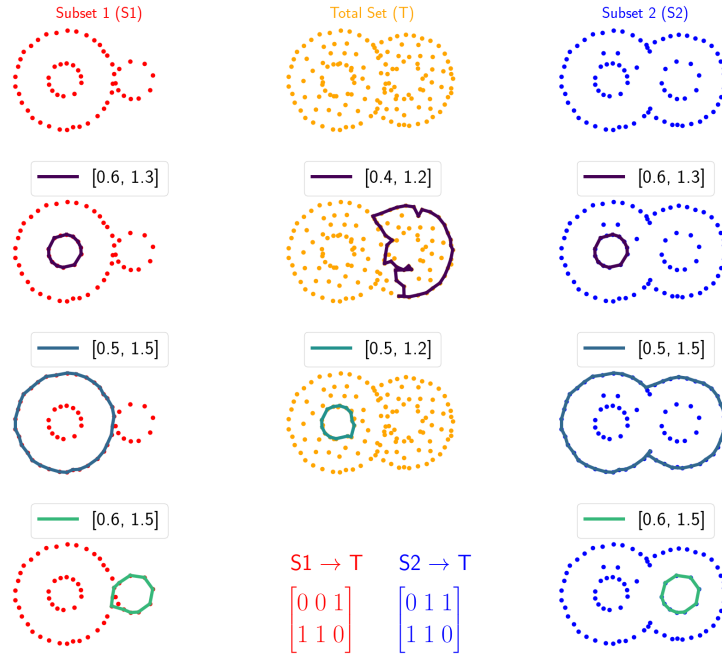 Subset 1 (S1) Total Set (T) Subset 2 (S2)
[0.6, 1.3] [0.4, 1.2] [0.6, 1.3]
[0.5, 1.5] [0.5, 1.2] [0.5, 1.5]
[0.6, 1.5] [0.6, 1.5]
S1 → T S2 → T
[0 0 1] [0 1 1]
[1 1 0] [1 1 0]